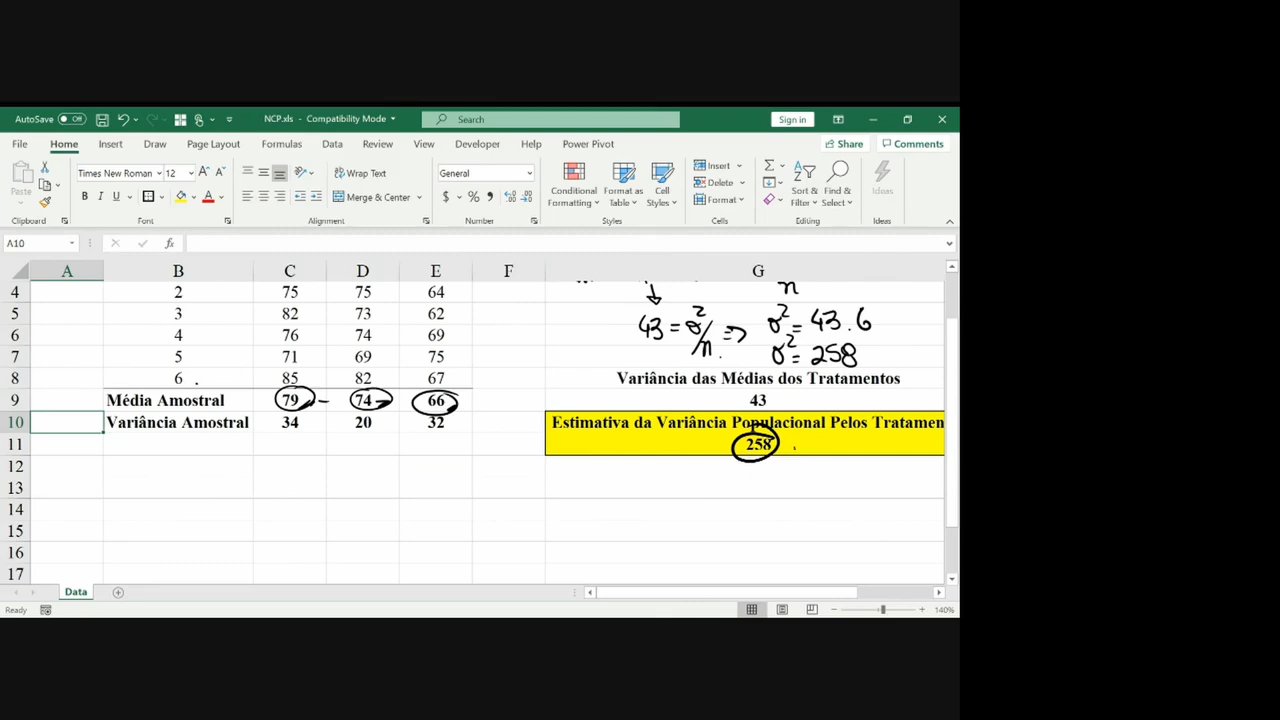 AutoSave Off NCP.xls - Compatibility Mode Search Sign in
File Home Insert Draw Page Layout Formulas Data Review View Developer Help Power Pivot Share Comments
Times New Roman 12 A A Wrap Text General Insert
Paste B I U A Merge & Center $ % 9 Conditional Formatting Format as Table Cell Styles Delete Format Sort & Filter Find & Select Ideas
Clipboard Font Alignment Number Styles Cells Editing Ideas
A10 fx
A B C D E F G
4 2 75 75 64 n
5 3 82 73 62 43 = σ²/n. => σ² = 43.6
6 4 76 74 69
7 5 71 69 75 σ² = 258
8 6 85 82 67 Variância das Médias dos Tratamentos
9 Média Amostral 79 - 74 66 43
10 Variância Amostral 34 20 32 Estimativa da Variância Populacional Pelos Tratamen
11 258
12
13
14
15
16
17
Data
Ready 140%